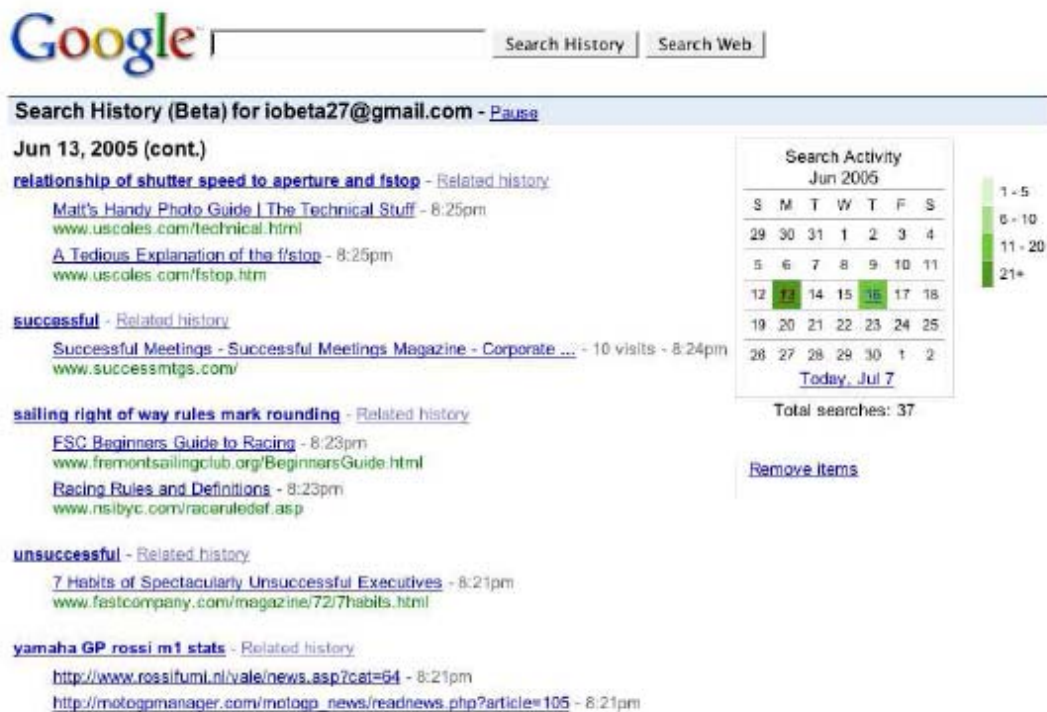 Google
Search History Search Web
Search History (Beta) for iobeta27@gmail.com - Pause
Jun 13, 2005 (cont.)
relationship of shutter speed to aperture and fstop - Related history
Matt's Handy Photo Guide | The Technical Stuff - 8:25pm
www.uscoles.com/technical.html
A Tedious Explanation of the f/stop - 8:25pm
www.uscoles.com/fstop.htm
successful - Related history
Successful Meetings - Successful Meetings Magazine - Corporate ... - 10 visits - 8:24pm
www.successmtgs.com/
sailing right of way rules mark rounding - Related history
FSC Beginners Guide to Racing - 8:23pm
www.fremontsailingclub.org/BeginnersGuide.html
Racing Rules and Definitions - 8:23pm
www.nsibyc.com/raceruledef.asp
unsuccessful - Related history
7 Habits of Spectacularly Unsuccessful Executives - 8:21pm
www.fastcompany.com/magazine/72/7habits.html
yamaha GP rossi m1 stats - Related history
http://www.rossifumi.nl/vale/news.asp?cat=64 - 8:21pm
http://motogpmanager.com/motogp_news/readnews.php?article=105 - 8:21pm
Search Activity
Jun 2005
S M T W T F S
29 30 31 1 2 3 4
5 6 7 8 9 10 11
12 13 14 15 16 17 18
19 20 21 22 23 24 25
26 27 28 29 30 1 2
Today, Jul 7
Total searches: 37
Remove items
1 - 5
6 - 10
11 - 20
21+